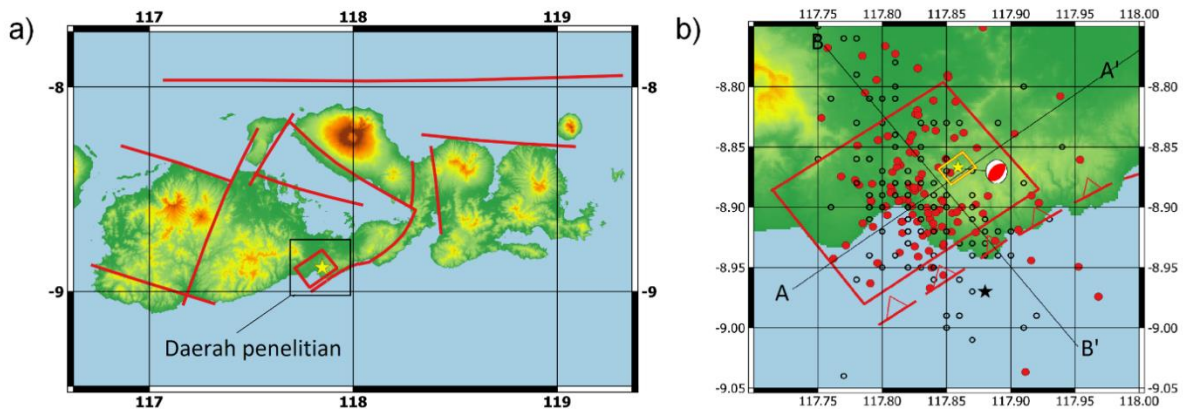 a)
117 118 119
-8 -8
-9 -9
Daerah penelitian
117 118 119
b)
117.75 117.80 117.85 117.90 117.95 118.00
B
A'
-8.80 -8.80
-8.85 -8.85
-8.90 -8.90
-8.95 -8.95
A
-9.00 -9.00
B'
-9.05 -9.05
117.75 117.80 117.85 117.90 117.95 118.00